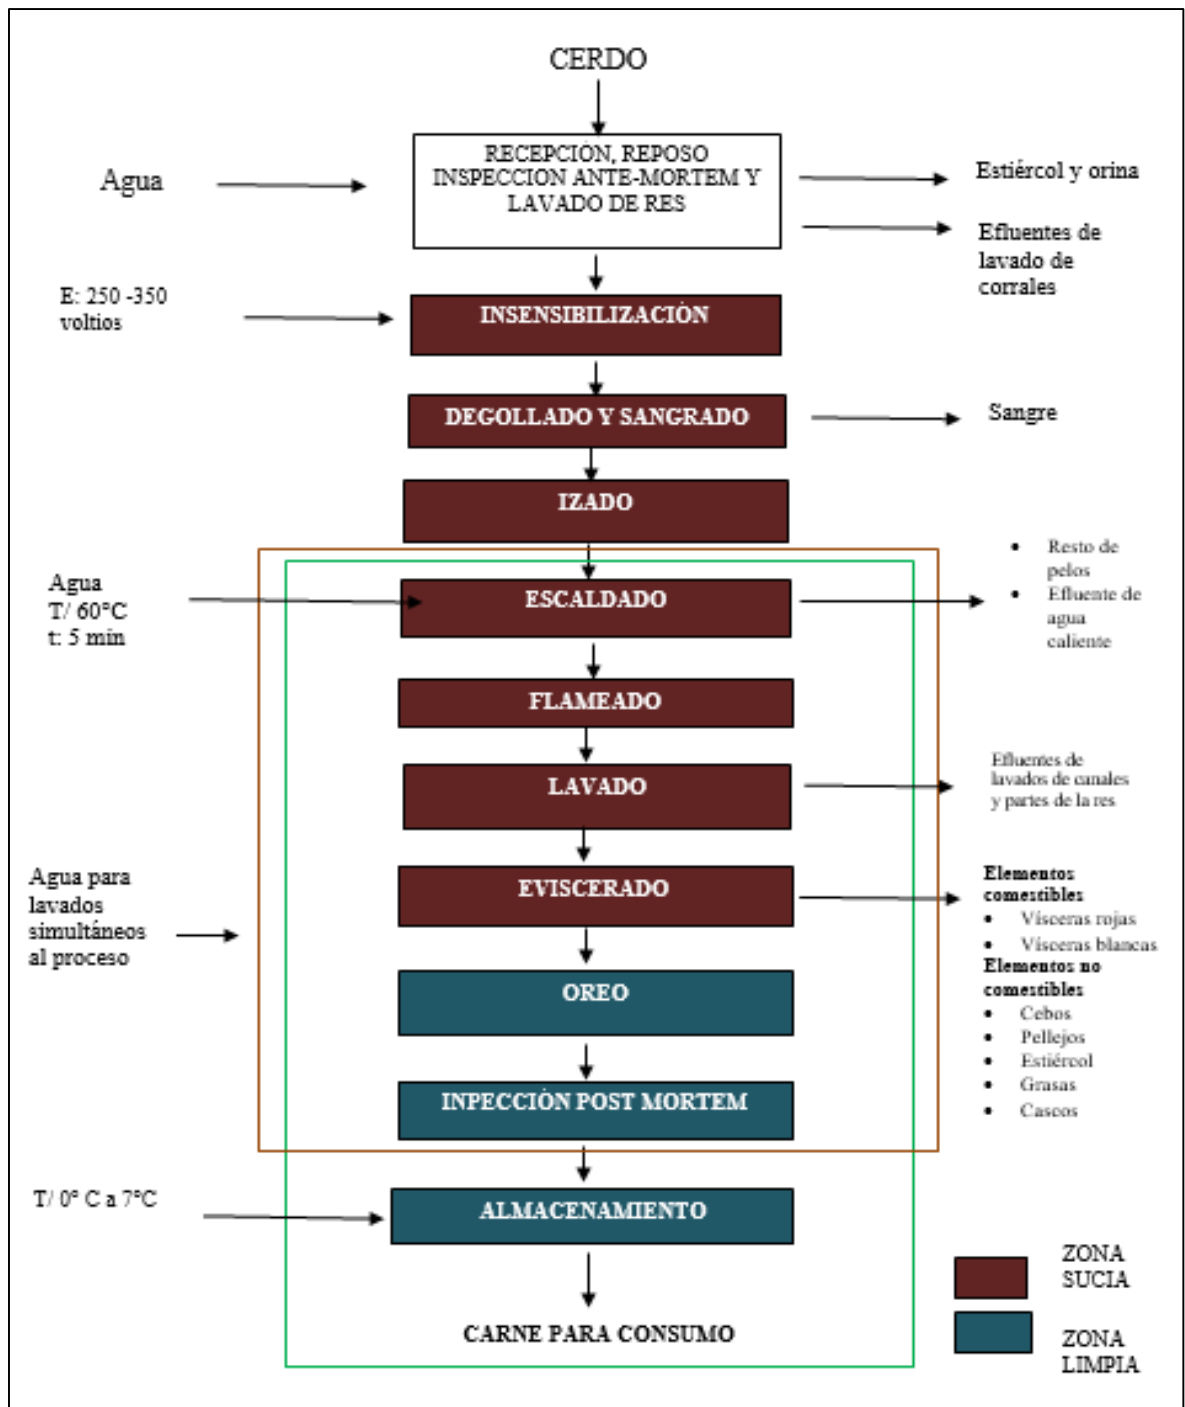 CERDO
RECEPCIÓN, REPOSO
INSPECCION ANTE-MORTEM Y
LAVADO DE RES
Agua
Estiércol y orina
Efluentes de
lavado de
corrales
E: 250 -350
voltios
INSENSIBILIZACIÓN
DEGOLLADO Y SANGRADO
Sangre
IZADO
Agua
T/ 60°C
t: 5 min
ESCALDADO
• Resto de
pelos
• Efluente de
agua
caliente
FLAMEADO
LAVADO
Efluentes de
lavados de canales
y partes de la res
Agua para
lavados
simultáneos
al proceso
EVISCERADO
Elementos
comestibles
• Vísceras rojas
• Vísceras blancas
Elementos no
comestibles
• Cebos
• Pellejos
• Estiércol
• Grasas
• Cascos
OREO
INPECCIÓN POST MORTEM
T/ 0° C a 7°C
ALMACENAMIENTO
CARNE PARA CONSUMO
ZONA
SUCIA
ZONA
LIMPIA